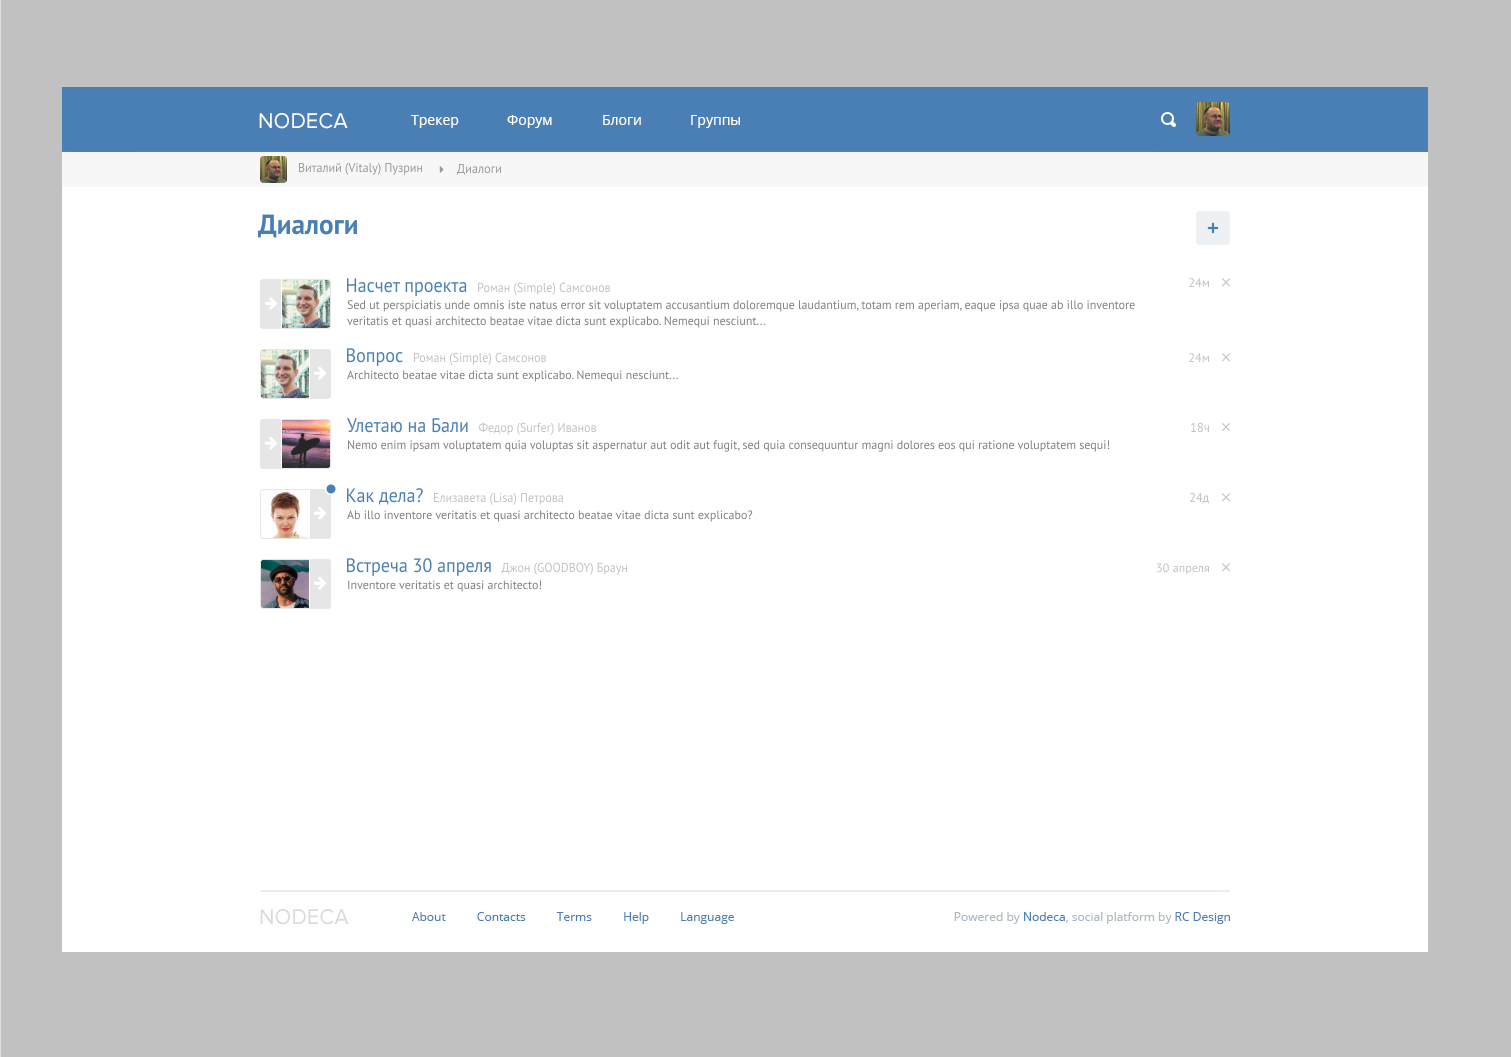 NODECA Трекер Форум Блоги Группы
Виталий (Vitaly) Пузрин Диалоги
Диалоги
+
Насчет проекта Роман (Simple) Самсонов 24м ×
Sed ut perspiciatis unde omnis iste natus error sit voluptatem accusantium doloremque laudantium, totam rem aperiam, eaque ipsa quae ab illo inventore
veritatis et quasi architecto beatae vitae dicta sunt explicabo. Nemequi nesciunt...
Вопрос Роман (Simple) Самсонов 24м ×
Architecto beatae vitae dicta sunt explicabo. Nemequi nesciunt...
Улетаю на Бали Федор (Surfer) Иванов 18ч ×
Nemo enim ipsam voluptatem quia voluptas sit aspernatur aut odit aut fugit, sed quia consequuntur magni dolores eos qui ratione voluptatem sequi!
Как дела? Елизавета (Lisa) Петрова 24д ×
Ab illo inventore veritatis et quasi architecto beatae vitae dicta sunt explicabo?
Встреча 30 апреля Джон (GOODBOY) Браун 30 апреля ×
Inventore veritatis et quasi architecto!
NODECA About Contacts Terms Help Language Powered by Nodeca, social platform by RC Design